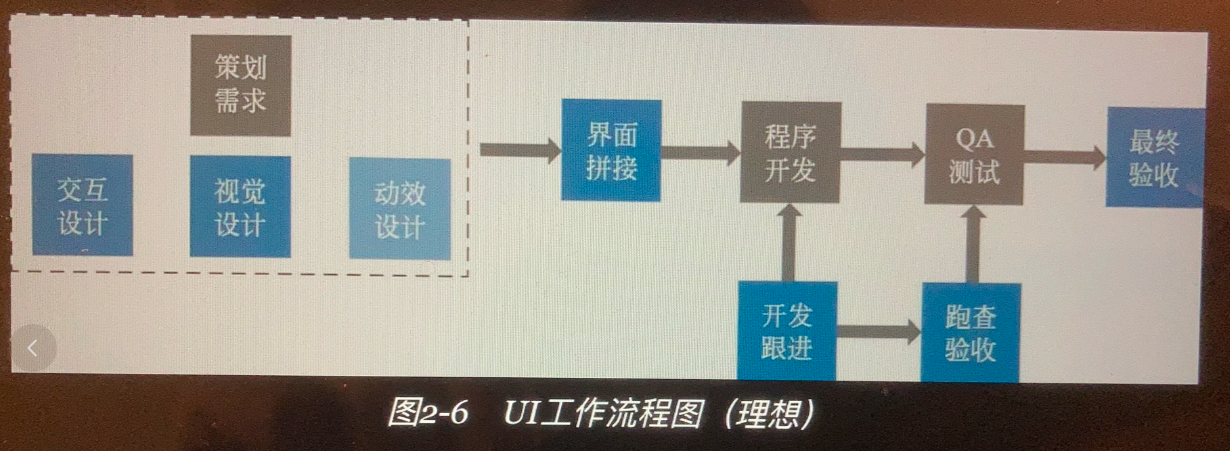 策划
需求
交互
设计
视觉
设计
动效
设计
界面
拼接
程序
开发
QA
测试
最终
验收
开发
跟进
跑查
验收
图2-6 UI工作流程图（理想）